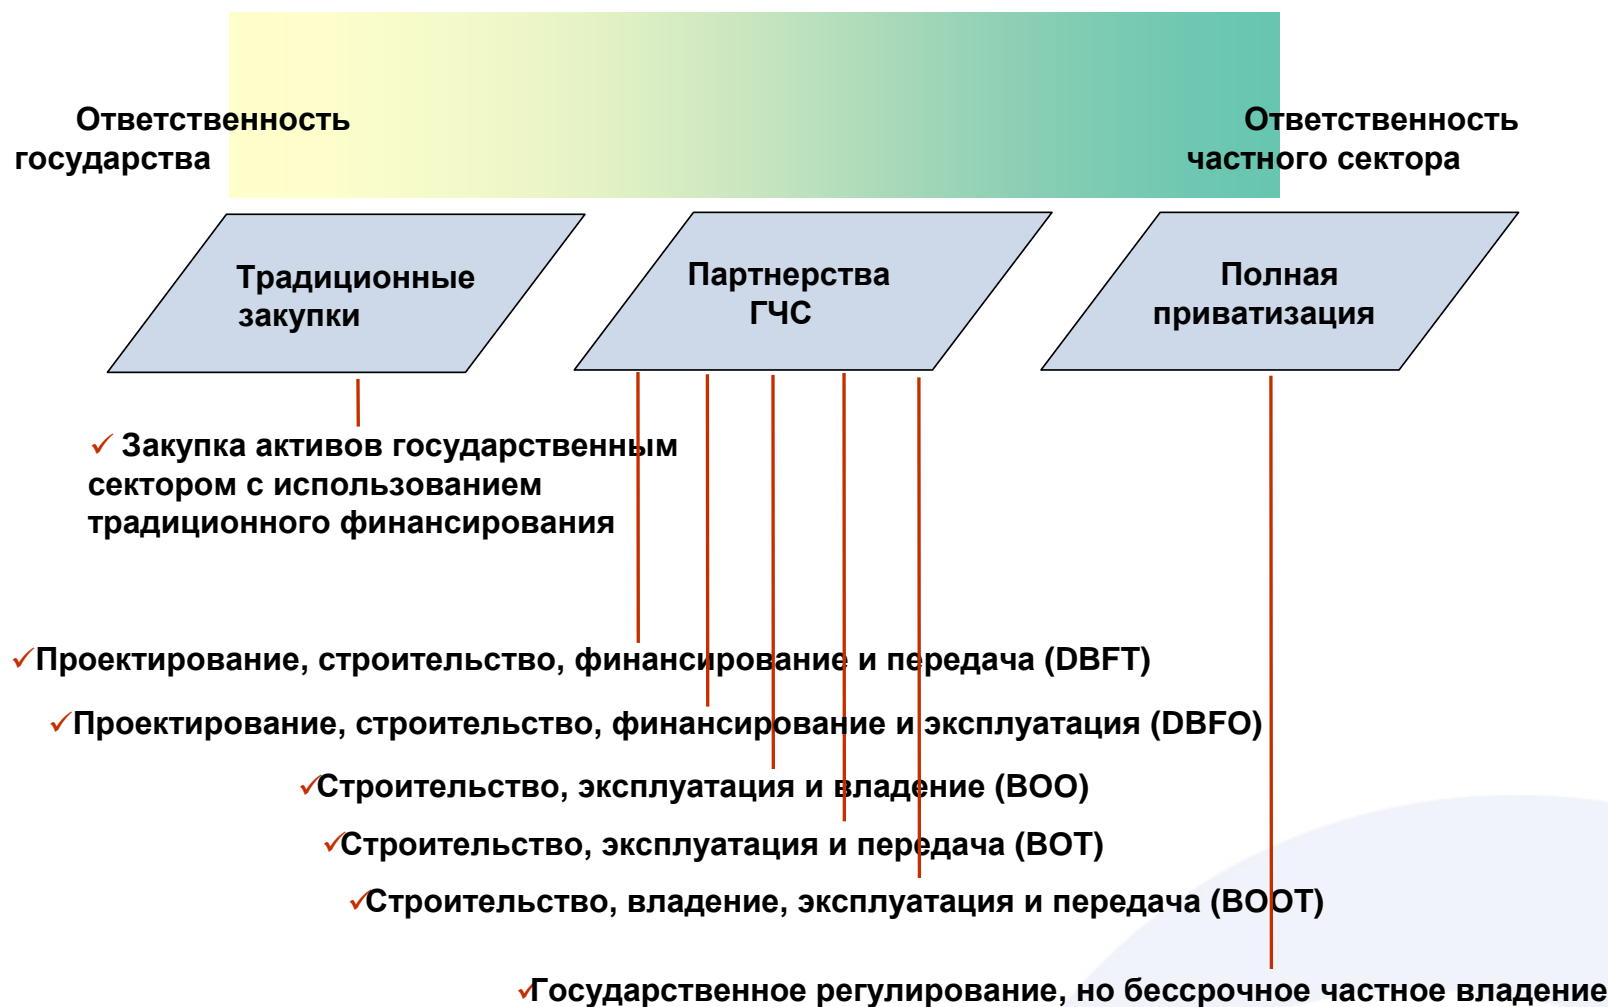 Ответственность
государства
Ответственность
частного сектора
Традиционные
закупки
Партнерства
ГЧС
Полная
приватизация
✓ Закупка активов государственным
сектором с использованием
традиционного финансирования
✓Проектирование, строительство, финансирование и передача (DBFT)
✓Проектирование, строительство, финансирование и эксплуатация (DBFO)
✓Строительство, эксплуатация и владение (BOO)
✓Строительство, эксплуатация и передача (BOT)
✓Строительство, владение, эксплуатация и передача (BOOT)
✓Государственное регулирование, но бессрочное частное владение